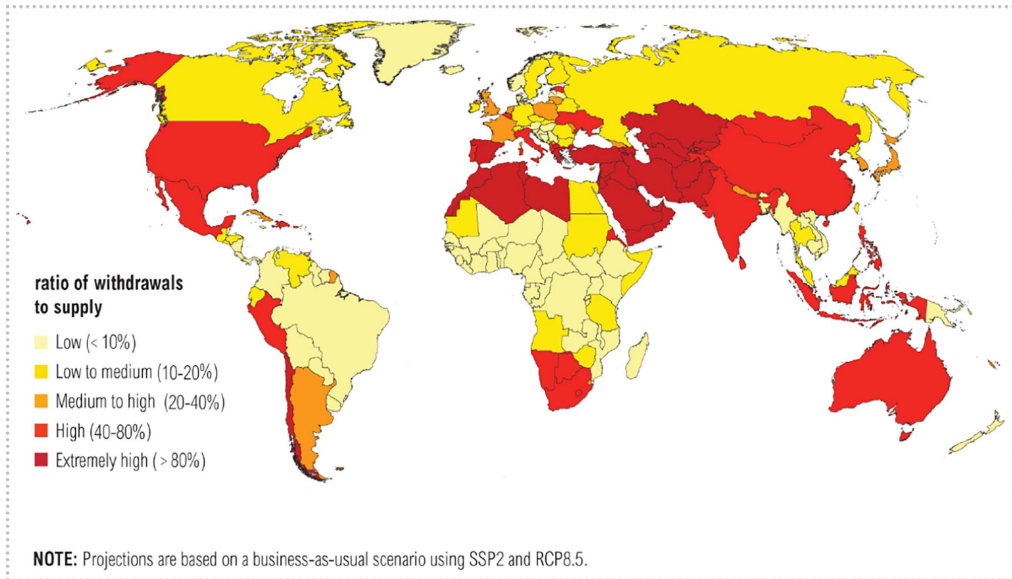 ratio of withdrawals
to supply
Low (< 10%)
Low to medium (10-20%)
Medium to high (20-40%)
High (40-80%)
Extremely high ( > 80%)
NOTE: Projections are based on a business-as-usual scenario using SSP2 and RCP8.5.